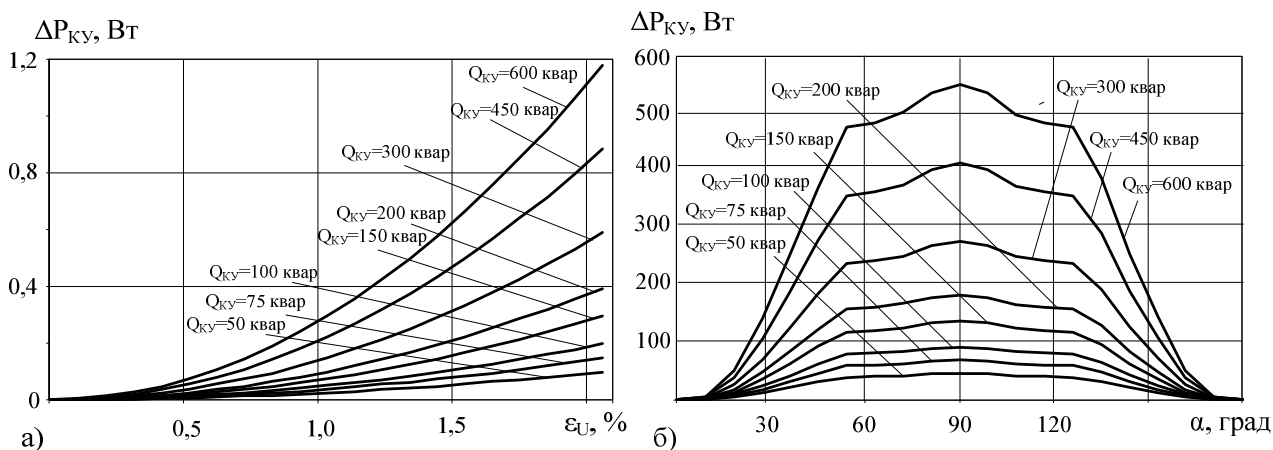 ΔP_КУ, Вт
1,2
0,8
0,4
0
0,5
1,0
1,5
ε_U, %
а)
Q_КУ=600 квар
Q_КУ=450 квар
Q_КУ=300 квар
Q_КУ=200 квар
Q_КУ=150 квар
Q_КУ=100 квар
Q_КУ=75 квар
Q_КУ=50 квар
ΔP_КУ, Вт
600
500
400
300
200
100
0
30
60
90
120
α, град
б)
Q_КУ=200 квар
Q_КУ=300 квар
Q_КУ=150 квар
Q_КУ=450 квар
Q_КУ=100 квар
Q_КУ=600 квар
Q_КУ=75 квар
Q_КУ=50 квар